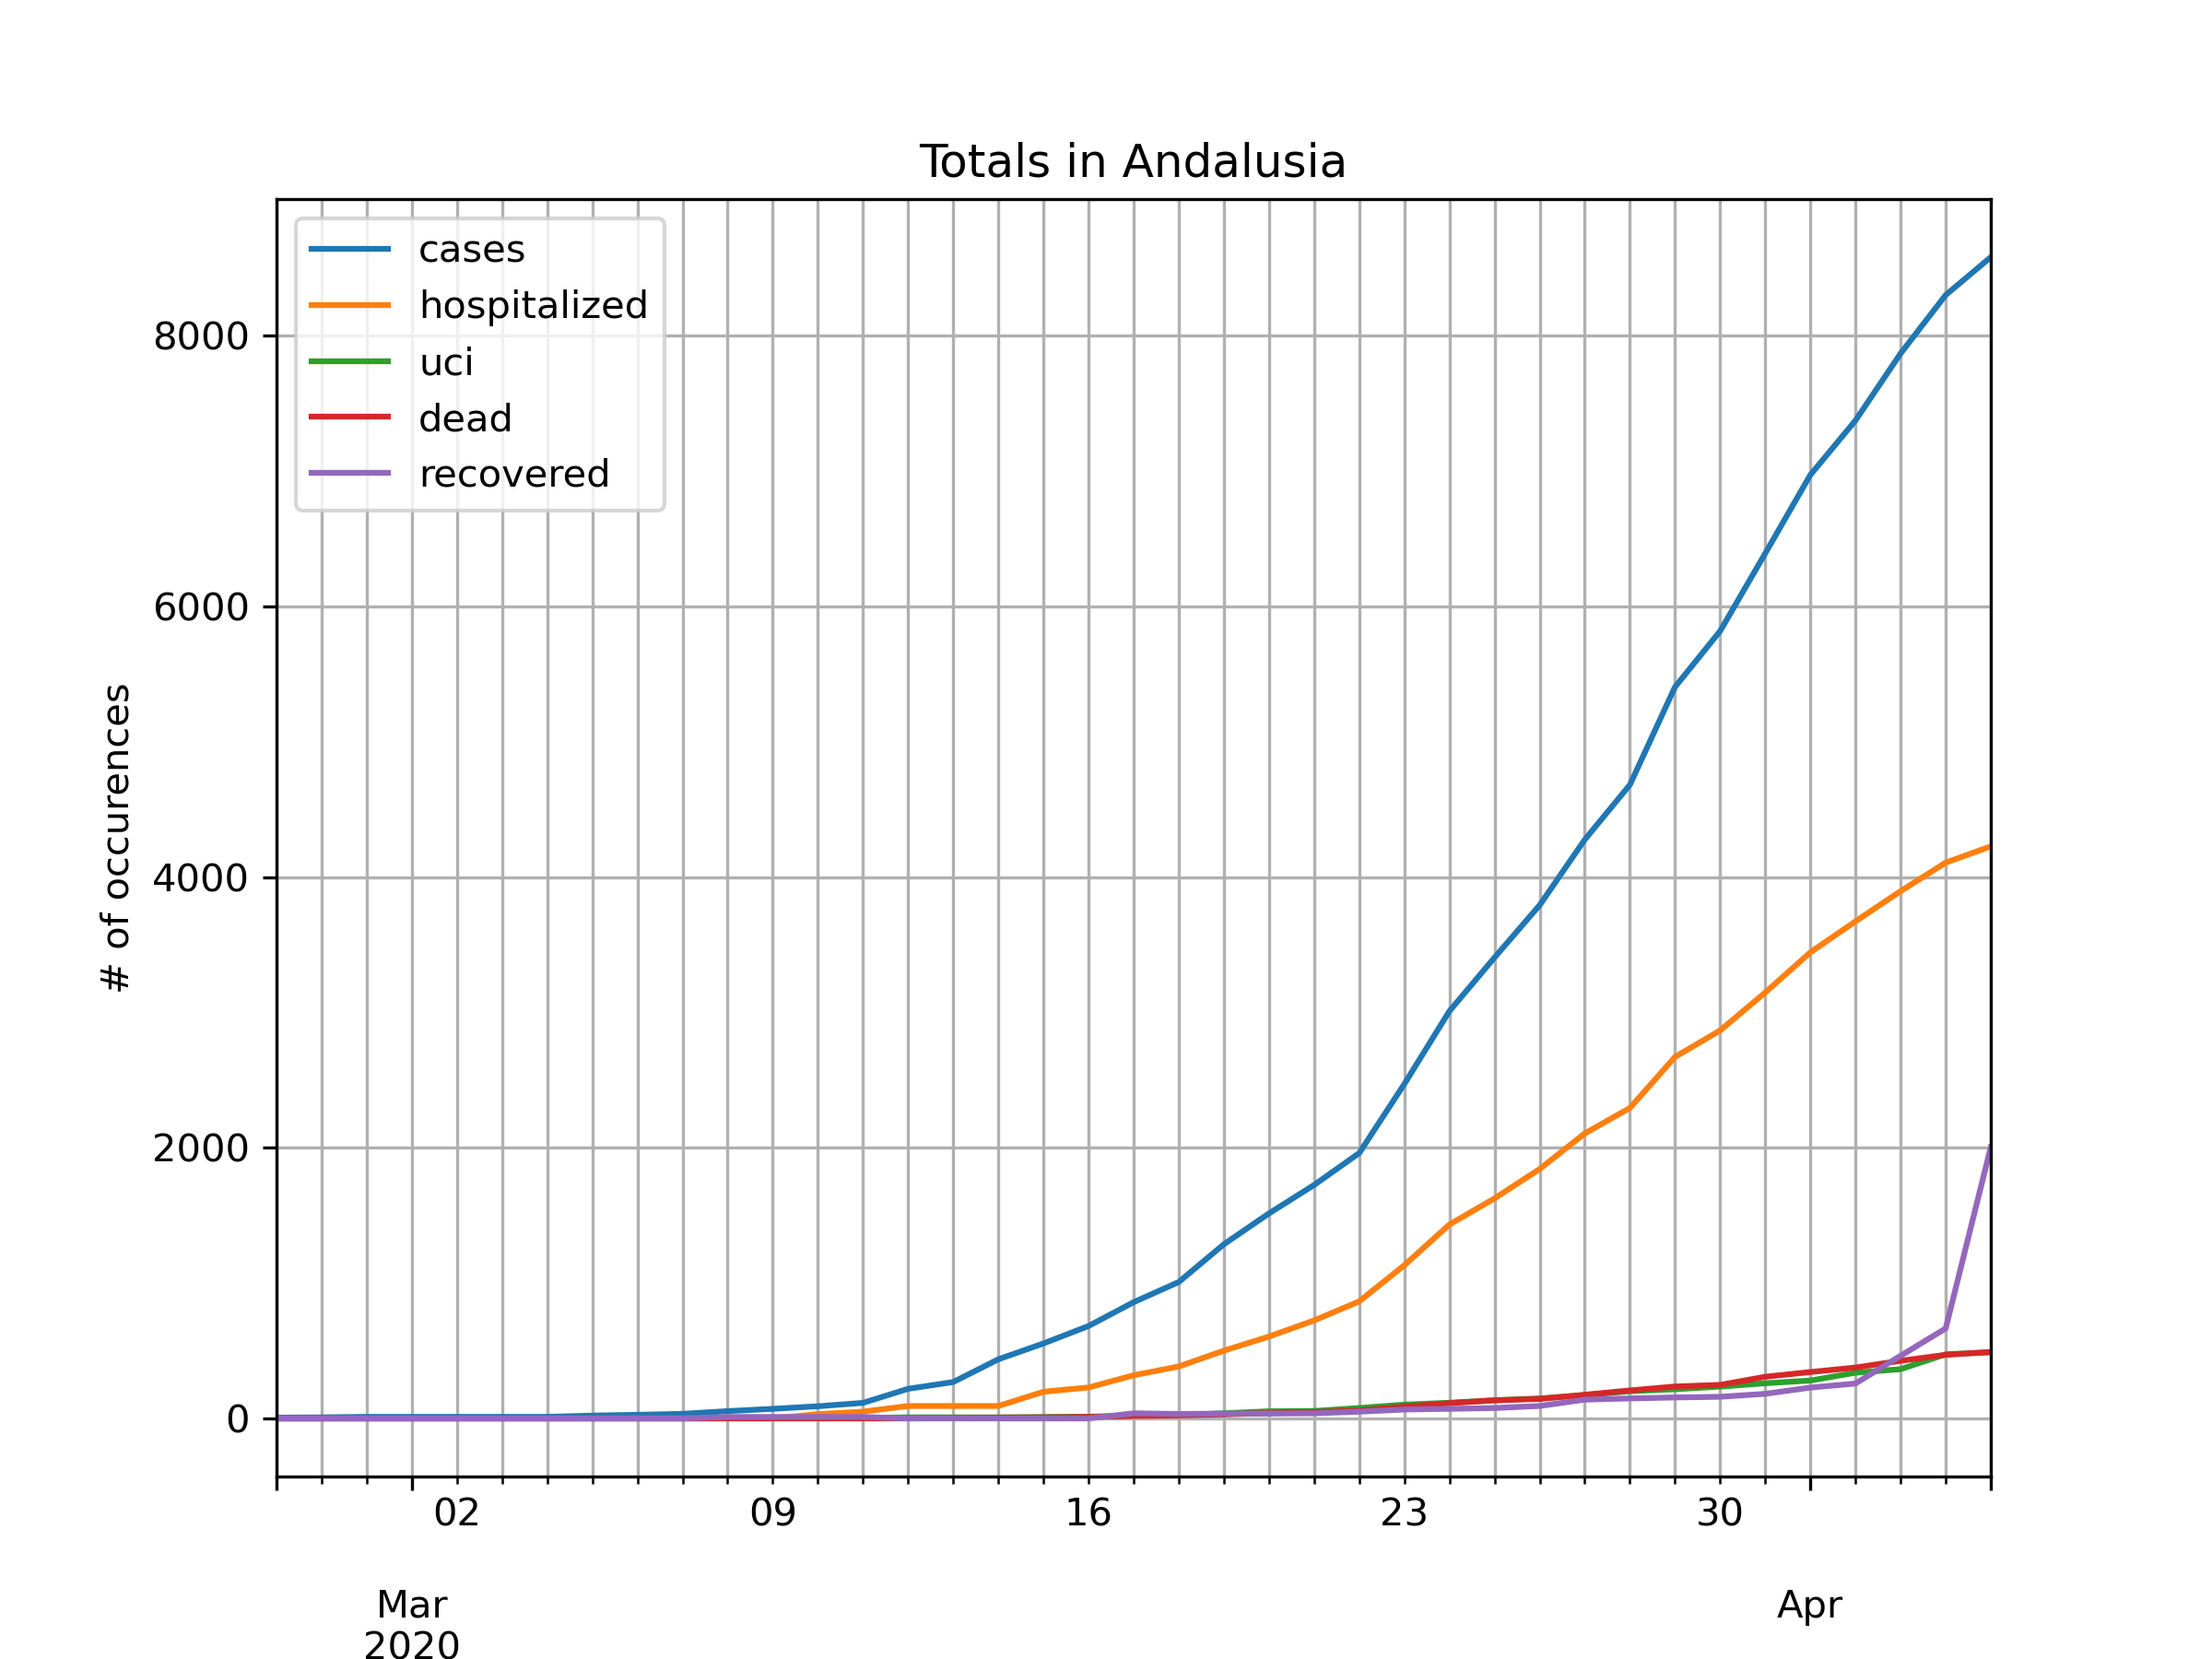 Totals in Andalusia
cases
hospitalized
uci
dead
recovered
8000
6000
4000
2000
0
# of occurences
02 09 16 23 30
Mar Apr
2020